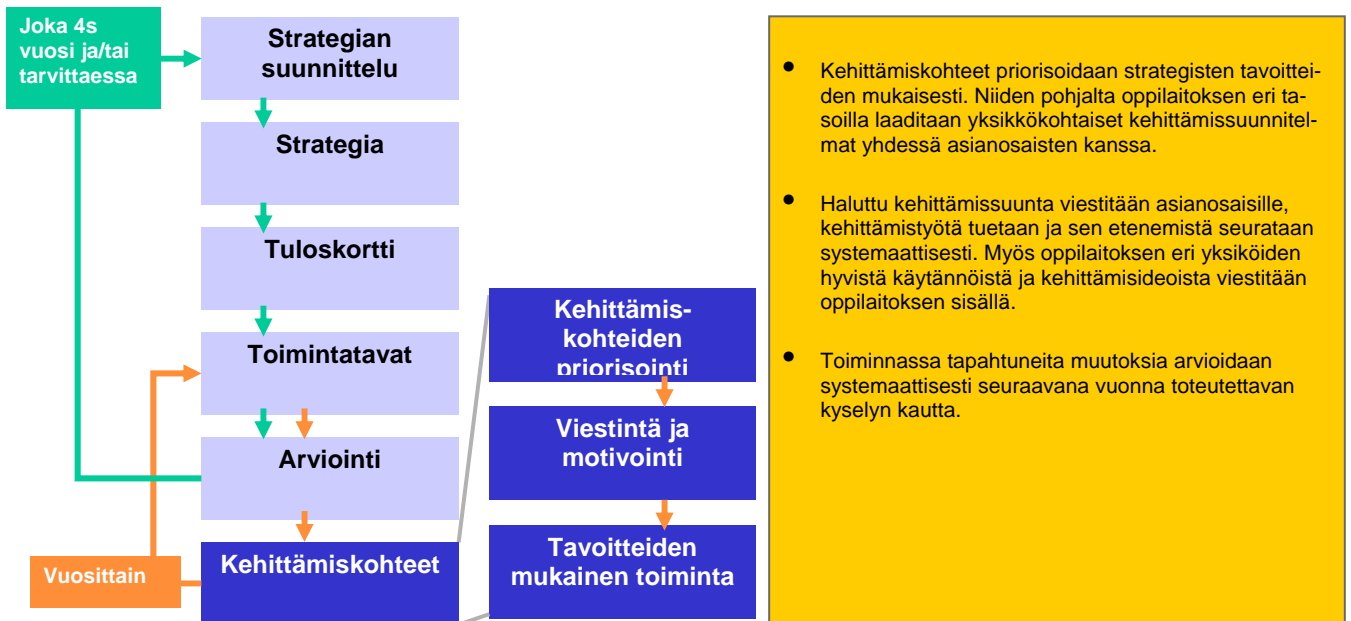 Joka 4s
vuosi ja/tai
tarvittaessa
Strategian
suunnittelu
Strategia
Tuloskortti
Toimintatavat
Arviointi
Kehittämiskohteet
Vuosittain
Kehittämis-
kohteiden
priorisointi
Viestintä ja
motivointi
Tavoitteiden
mukainen toiminta
• Kehittämiskohteet priorisoidaan strategisten tavoittei-
den mukaisesti. Niiden pohjalta oppilaitoksen eri ta-
soilla laaditaan yksikkökohtaiset kehittämissuunnitel-
mat yhdessä asianosaisten kanssa.
• Haluttu kehittämissuunta viestitään asianosaisille,
kehittämistyötä tuetaan ja sen etenemistä seurataan
systemaattisesti. Myös oppilaitoksen eri yksiköiden
hyvistä käytännöistä ja kehittämisideoista viestitään
oppilaitoksen sisällä.
• Toiminnassa tapahtuneita muutoksia arvioidaan
systemaattisesti seuraavana vuonna toteutettavan
kyselyn kautta.